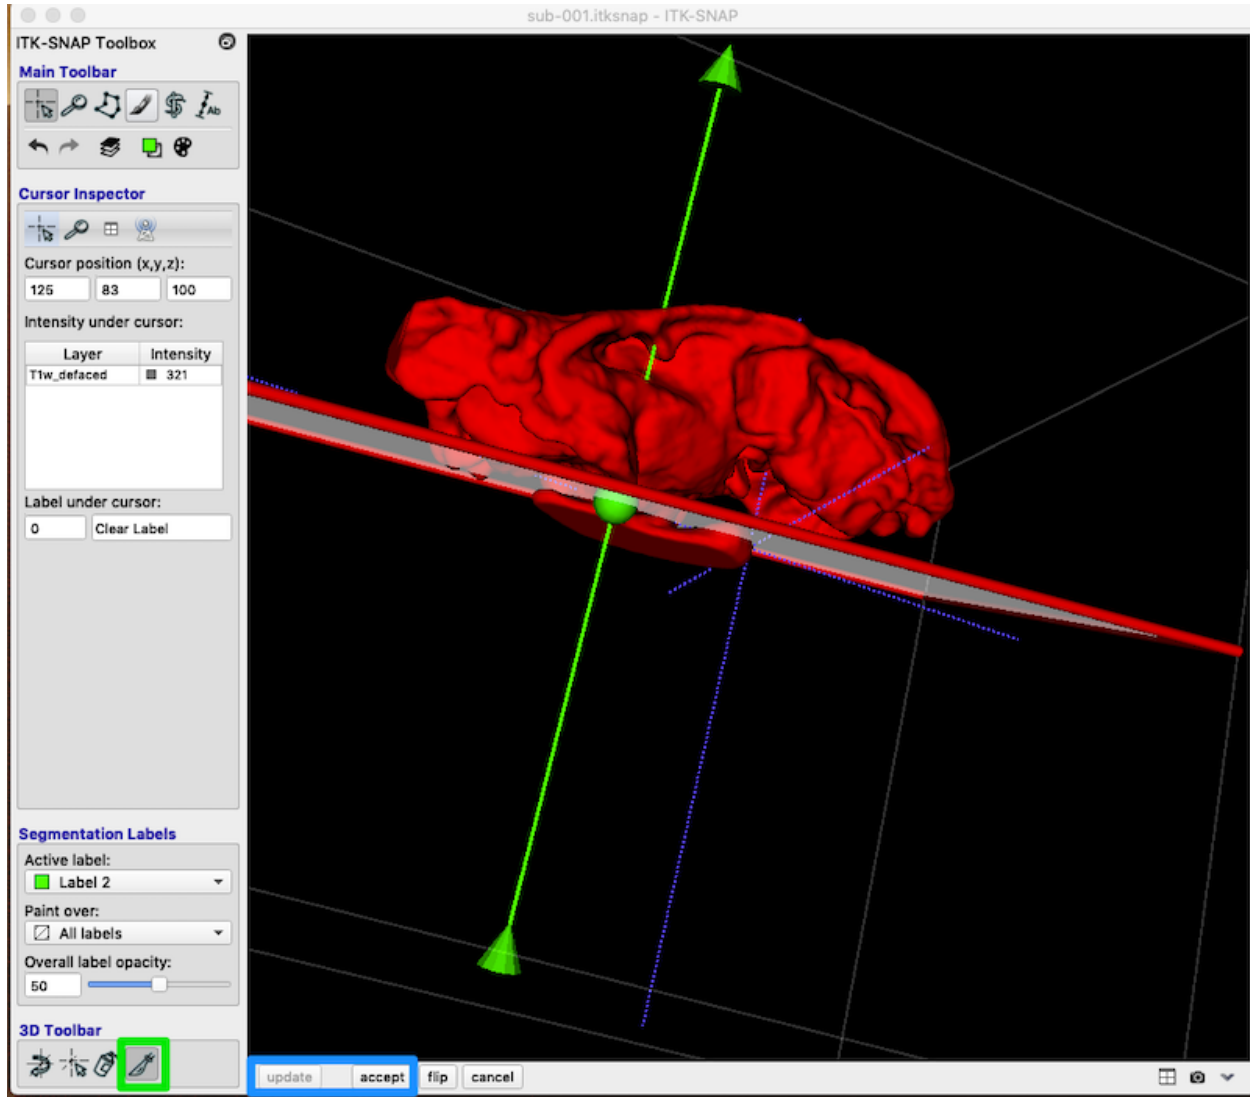 sub-001.itksnap - ITK-SNAP
ITK-SNAP Toolbox
Main Toolbar
Ab
Cursor Inspector
Cursor position (x,y,z):
125 83 100
Intensity under cursor:
Layer Intensity
T1w_defaced 321
Label under cursor:
0 Clear Label
Segmentation Labels
Active label:
Label 2
Paint over:
All labels
Overall label opacity:
50
3D Toolbar
update accept flip cancel